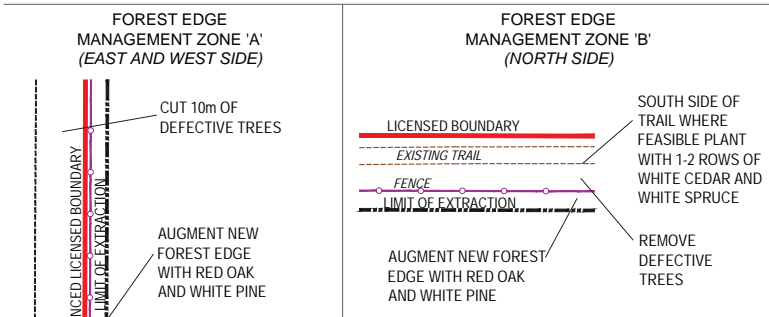 FOREST EDGE
MANAGEMENT ZONE 'A'
(EAST AND WEST SIDE)
CUT 10m OF
DEFECTIVE TREES
LICENSED BOUNDARY
LIMIT OF EXTRACTION
AUGMENT NEW
FOREST EDGE
WITH RED OAK
AND WHITE PINE
FOREST EDGE
MANAGEMENT ZONE 'B'
(NORTH SIDE)
LICENSED BOUNDARY
EXISTING TRAIL
FENCE
LIMIT OF EXTRACTION
SOUTH SIDE OF
TRAIL WHERE
FEASIBLE PLANT
WITH 1-2 ROWS OF
WHITE CEDAR AND
WHITE SPRUCE
AUGMENT NEW FOREST
EDGE WITH RED OAK
AND WHITE PINE
REMOVE
DEFECTIVE
TREES